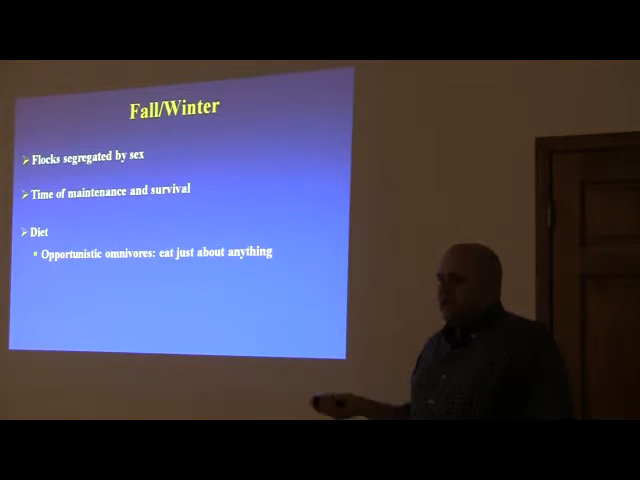 Fall/Winter
Flocks segregated by sex
Time of maintenance and survival
Diet
Opportunistic omnivores: eat just about anything